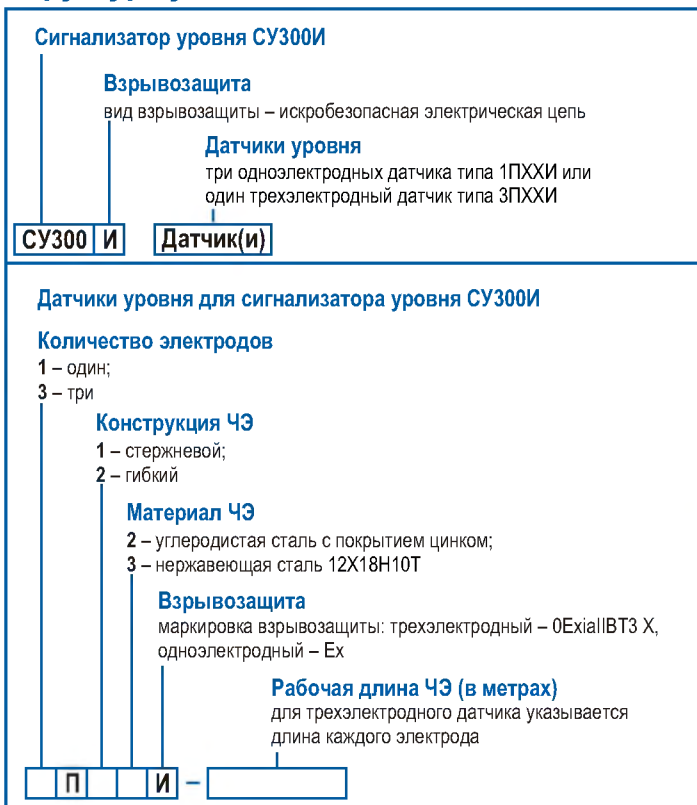 Сигнализатор уровня СУ300И
Взрывозащита
вид взрывозащиты – искробезопасная электрическая цепь
Датчики уровня
три одноэлектродных датчика типа 1ПХХИ или
один трехэлектродный датчик типа 3ПХХИ
СУ300 И Датчик(и)
Датчики уровня для сигнализатора уровня СУ300И
Количество электродов
1 – один;
3 – три
Конструкция ЧЭ
1 – стержневой;
2 – гибкий
Материал ЧЭ
2 – углеродистая сталь с покрытием цинком;
3 – нержавеющая сталь 12Х18Н10Т
Взрывозащита
маркировка взрывозащиты: трехэлектродный – 0ExiaIIBT3 X,
одноэлектродный – Ex
Рабочая длина ЧЭ (в метрах)
для трехэлектродного датчика указывается
длина каждого электрода
П И –